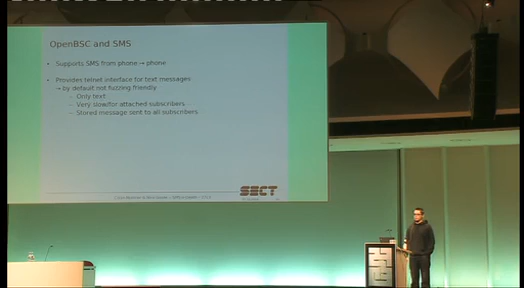 OpenBSC and SMS
• Supports SMS from phone → phone
• Provides telnet interface for text messages
→ by default not fuzzing friendly
– Only text
– Very slow/for attached subscribers
– Stored message sent to all subscribers
SECT